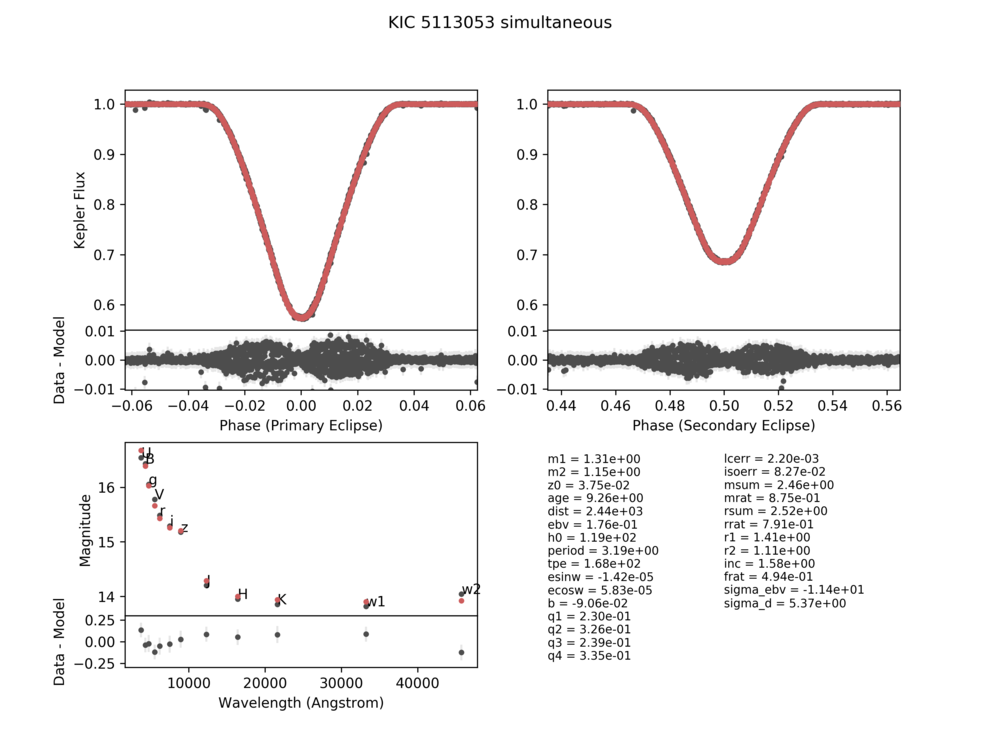 KIC 5113053 simultaneous
1.0
0.9
0.8
0.7
0.6
Kepler Flux
1.0
0.9
0.8
0.7
0.6
0.01
0.00
−0.01
Data - Model
0.01
0.00
−0.01
−0.06 −0.04 −0.02 0.00 0.02 0.04 0.06
Phase (Primary Eclipse)
0.44 0.46 0.48 0.50 0.52 0.54 0.56
Phase (Secondary Eclipse)
16
15
14
Magnitude
B
g
V
r
i
z
J
H
K
w1
w2
0.25
0.00
−0.25
Data - Model
10000 20000 30000 40000
Wavelength (Angstrom)
m1 = 1.31e+00
m2 = 1.15e+00
z0 = 3.75e-02
age = 9.26e+00
dist = 2.44e+03
ebv = 1.76e-01
h0 = 1.19e+02
period = 3.19e+00
tpe = 1.68e+02
esinw = -1.42e-05
ecosw = 5.83e-05
b = -9.06e-02
q1 = 2.30e-01
q2 = 3.26e-01
q3 = 2.39e-01
q4 = 3.35e-01
lcerr = 2.20e-03
isoerr = 8.27e-02
msum = 2.46e+00
mrat = 8.75e-01
rsum = 2.52e+00
rrat = 7.91e-01
r1 = 1.41e+00
r2 = 1.11e+00
inc = 1.58e+00
frat = 4.94e-01
sigma_ebv = -1.14e+01
sigma_d = 5.37e+00